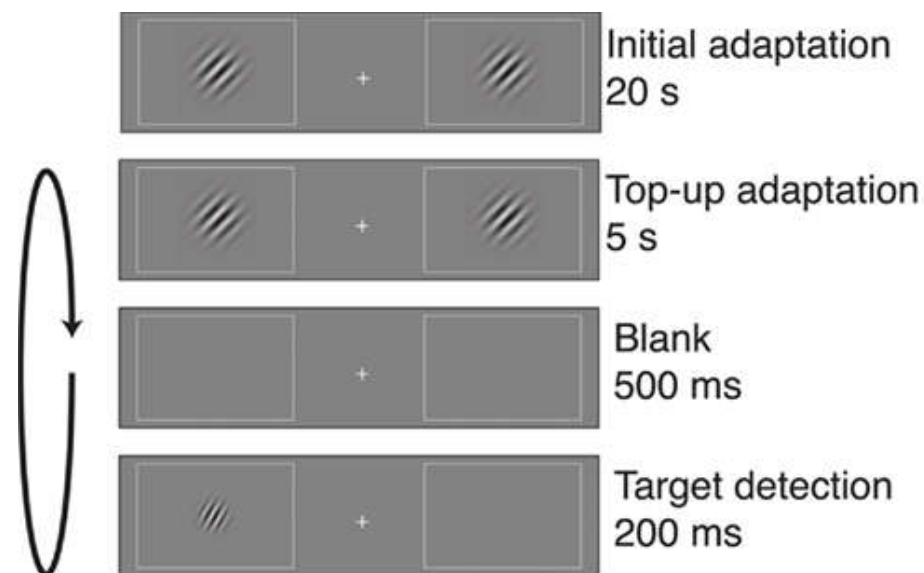 Initial adaptation
20 s
Top-up adaptation
5 s
Blank
500 ms
Target detection
200 ms